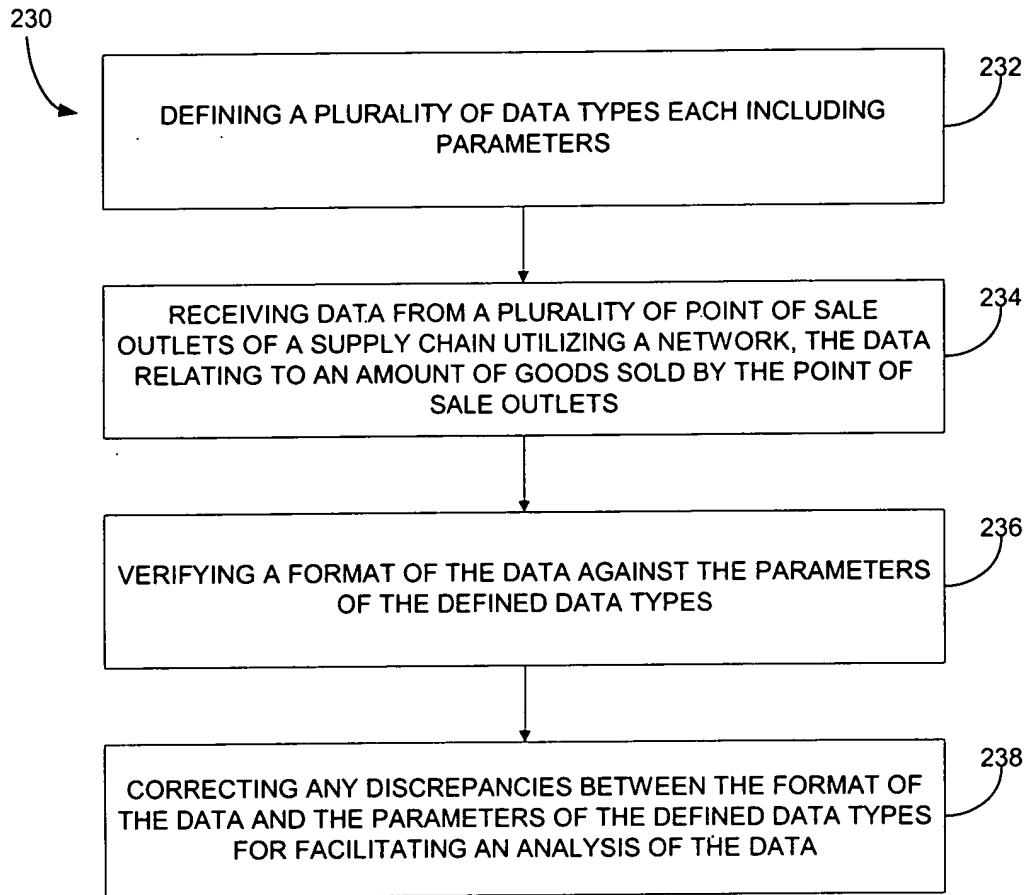 230
232
DEFINING A PLURALITY OF DATA TYPES EACH INCLUDING
PARAMETERS
234
RECEIVING DATA FROM A PLURALITY OF POINT OF SALE
OUTLETS OF A SUPPLY CHAIN UTILIZING A NETWORK, THE DATA
RELATING TO AN AMOUNT OF GOODS SOLD BY THE POINT OF
SALE OUTLETS
236
VERIFYING A FORMAT OF THE DATA AGAINST THE PARAMETERS
OF THE DEFINED DATA TYPES
238
CORRECTING ANY DISCREPANCIES BETWEEN THE FORMAT OF
THE DATA AND THE PARAMETERS OF THE DEFINED DATA TYPES
FOR FACILITATING AN ANALYSIS OF THE DATA